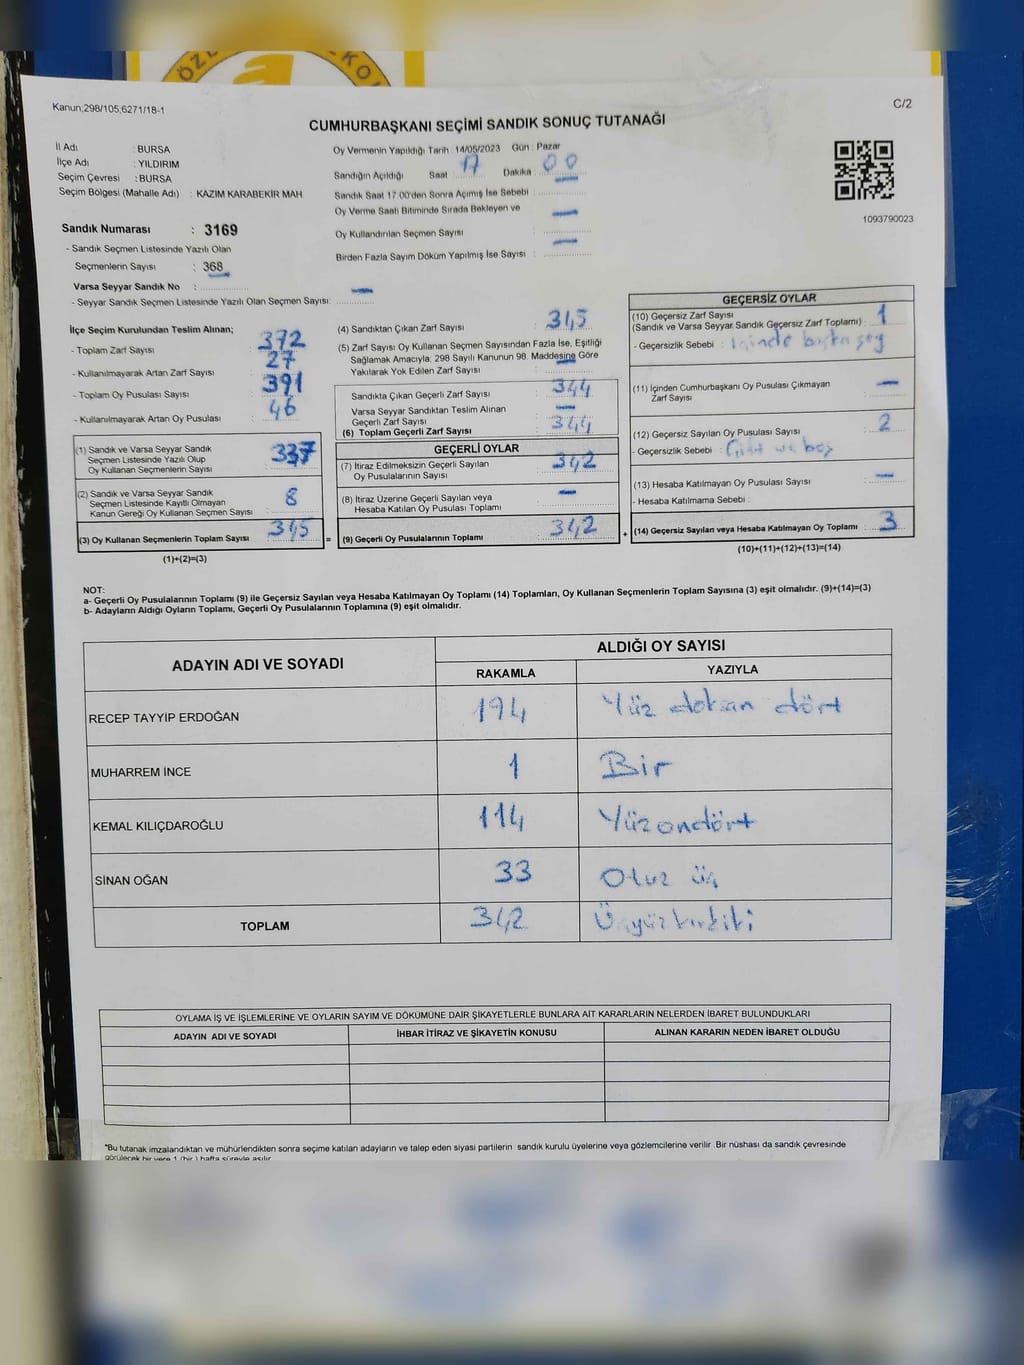 Kanun;298/105,6271/18-1
C/2
CUMHURBAŞKANI SEÇİMİ SANDIK SONUÇ TUTANAĞI
İl Adı : BURSA
İlçe Adı : YILDIRIM
Seçim Çevresi : BURSA
Seçim Bölgesi (Mahalle Adı) : KAZIM KARABEKİR MAH
Oy Vermenin Yapıldığı Tarih : 14/05/2023 Gün : Pazar
Sandığın Açıldığı Saat 17 Dakika : 00
Sandık Saat 17.00'den Sonra Açılmış İse Sebebi : —
Oy Verme Saati Bitiminde Sırada Bekleyen ve
Oy Kullandırılan Seçmen Sayısı : —
Birden Fazla Sayım Döküm Yapılmış İse Sayısı : —
1093790023
Sandık Numarası : 3169
- Sandık Seçmen Listesinde Yazılı Olan
Seçmenlerin Sayısı : 368
Varsa Seyyar Sandık No :
- Seyyar Sandık Seçmen Listesinde Yazılı Olan Seçmen Sayısı: —
İlçe Seçim Kurulundan Teslim Alınan;
- Toplam Zarf Sayısı 372
- Kullanılmayarak Artan Zarf Sayısı 27
- Toplam Oy Pusulası Sayısı 391
- Kullanılmayarak Artan Oy Pusulası 46
(1) Sandık ve Varsa Seyyar Sandık
Seçmen Listesinde Yazılı Olup
Oy Kullanan Seçmenlerin Sayısı 337
(2) Sandık ve Varsa Seyyar Sandık
Seçmen Listesinde Kayıtlı Olmayan
Kanun Gereği Oy Kullanan Seçmen Sayısı 8
(3) Oy Kullanan Seçmenlerin Toplam Sayısı 345
(1)+(2)=(3)
=
(4) Sandıktan Çıkan Zarf Sayısı 345
(5) Zarf Sayısı Oy Kullanan Seçmen Sayısından Fazla İse, Eşitliği
Sağlamak Amacıyla; 298 Sayılı Kanunun 98. Maddesine Göre
Yakılarak Yok Edilen Zarf Sayısı : —
Sandıkta Çıkan Geçerli Zarf Sayısı : 344
Varsa Seyyar Sandıktan Teslim Alınan
Geçerli Zarf Sayısı : —
(6) Toplam Geçerli Zarf Sayısı : 344
GEÇERLİ OYLAR
(7) İtiraz Edilmeksizin Geçerli Sayılan
Oy Pusulalarının Sayısı : 342
(8) İtiraz Üzerine Geçerli Sayılan veya
Hesaba Katılan Oy Pusulası Toplamı : —
(9) Geçerli Oy Pusulalarının Toplamı : 342
+
GEÇERSİZ OYLAR
(10) Geçersiz Zarf Sayısı
(Sandık ve Varsa Seyyar Sandık Geçersiz Zarf Toplamı) : 1
- Geçersizlik Sebebi : İçinde başka şey
(11) İçinden Cumhurbaşkanı Oy Pusulası Çıkmayan
Zarf Sayısı : —
(12) Geçersiz Sayılan Oy Pusulası Sayısı : 2
- Geçersizlik Sebebi : Çift ve boş
(13) Hesaba Katılmayan Oy Pusulası Sayısı : —
- Hesaba Katılmama Sebebi :
(14) Geçersiz Sayılan veya Hesaba Katılmayan Oy Toplamı : 3
(10)+(11)+(12)+(13)=(14)
NOT:
a- Geçerli Oy Pusulalarının Toplamı (9) ile Geçersiz Sayılan veya Hesaba Katılmayan Oy Toplamı (14) Toplamları, Oy Kullanan Seçmenlerin Toplam Sayısına (3) eşit olmalıdır. (9)+(14)=(3)
b- Adayların Aldığı Oyların Toplamı, Geçerli Oy Pusulalarının Toplamına (9) eşit olmalıdır.
ADAYIN ADI VE SOYADI ALDIĞI OY SAYISI
RAKAMLA YAZIYLA
RECEP TAYYİP ERDOĞAN 194 Yüz doksan dört
MUHARREM İNCE 1 Bir
KEMAL KILIÇDAROĞLU 114 Yüzondört
SİNAN OĞAN 33 Otuz üç
TOPLAM 342 Üçyüzkırkiki
OYLAMA İŞ VE İŞLEMLERİNE VE OYLARIN SAYIM VE DÖKÜMÜNE DAİR ŞİKAYETLERLE BUNLARA AİT KARARLARIN NELERDEN İBARET BULUNDUKLARI
ADAYIN ADI VE SOYADI İHBAR İTİRAZ VE ŞİKAYETİN KONUSU ALINAN KARARIN NEDEN İBARET OLDUĞU
*Bu tutanak imzalandıktan ve mühürlendikten sonra seçime katılan adayların ve talep eden siyasi partilerin sandık kurulu üyelerine veya gözlemcilerine verilir. Bir nüshası da sandık çevresinde
görülecek bir yere 1 (bir ) hafta süreyle asılır.